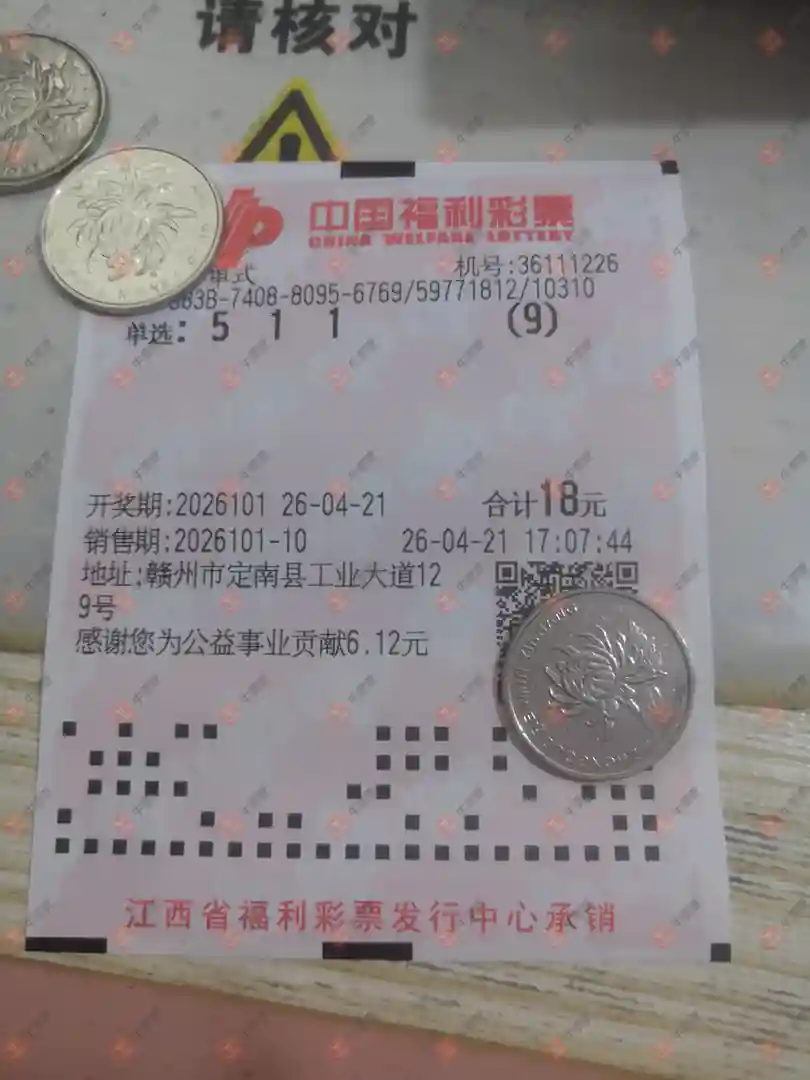 请核对
中国福利彩票
CHINA WELFARE LOTTERY
单式 机号:36111226
63B-7408-8095-6769/59771812/10310
单选: 5 1 1 (9)
开奖期:2026101 26-04-21 合计18元
销售期:2026101-10 26-04-21 17:07:44
地址:赣州市定南县工业大道12
9号
感谢您为公益事业贡献6.12元
江西省福利彩票发行中心承销